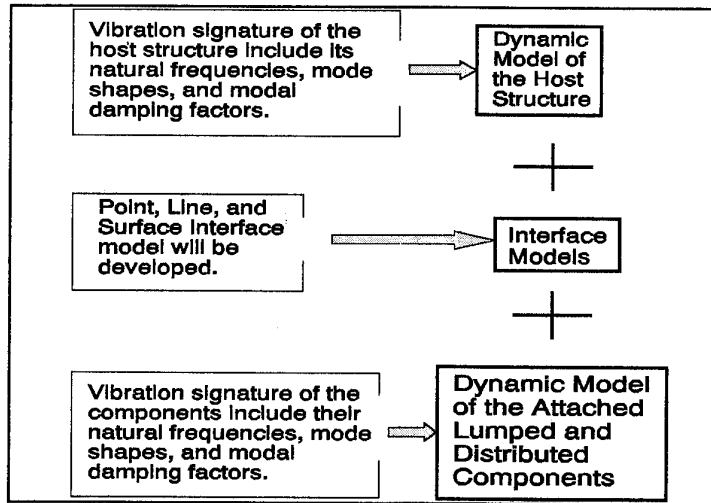 Vibration signature of the
host structure include its
natural frequencies, mode
shapes, and modal
damping factors.
Dynamic
Model of
the Host
Structure
Point, Line, and
Surface Interface
model will be
developed.
Interface
Models
Vibration signature of the
components include their
natural frequencies, mode
shapes, and modal
damping factors.
Dynamic Model
of the Attached
Lumped and
Distributed
Components